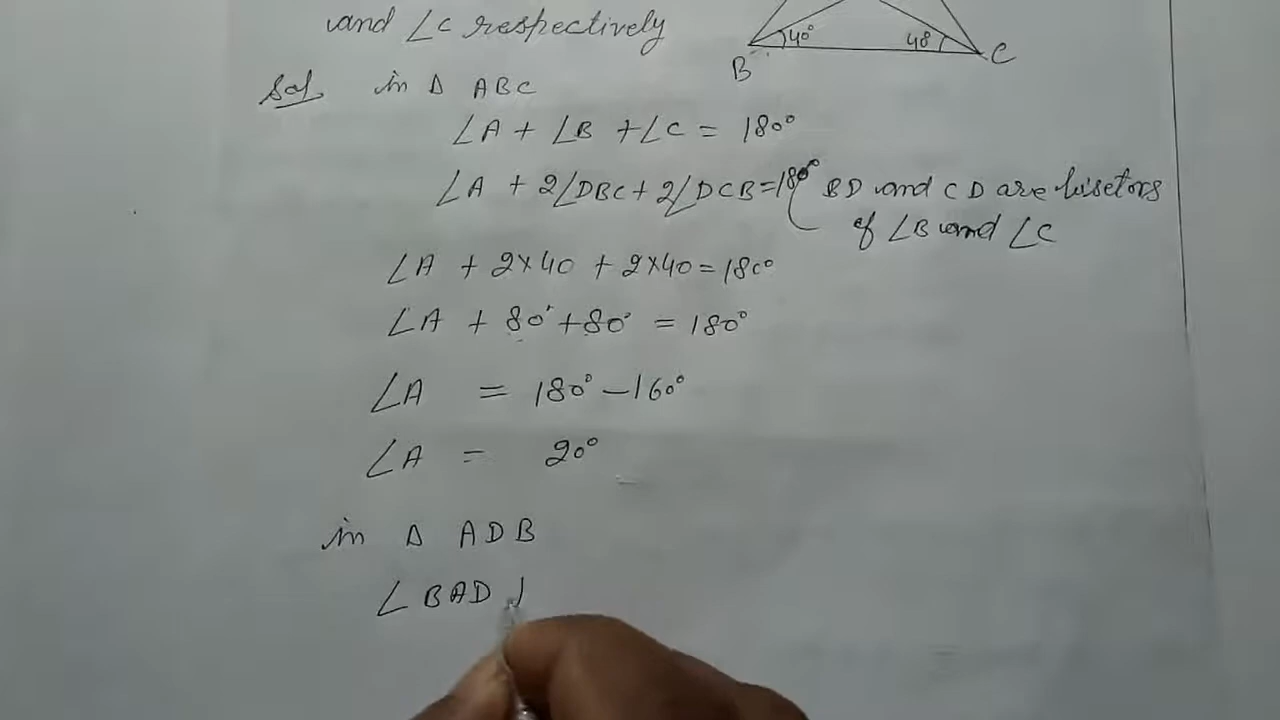 and ∠C respectively
40° 48
B C
Sol. in Δ ABC
∠A + ∠B + ∠C = 180°
∠A + 2∠DBC + 2∠DCB = 180° BD and CD are bisetors
of ∠B and ∠C
∠A + 2×40 + 2×40 = 180°
∠A + 80° + 80° = 180°
∠A = 180° – 160°
∠A = 20°
in Δ ADB
∠BAD